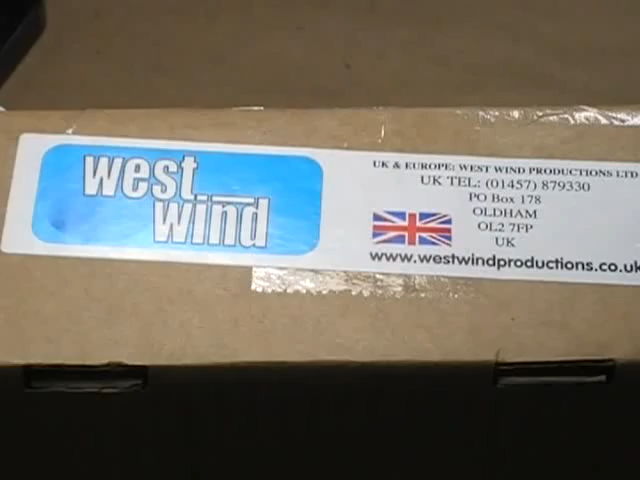 west
wind
UK & EUROPE: WEST WIND PRODUCTIONS LTD
UK TEL: (01457) 879330
PO Box 178
OLDHAM
OL2 7FP
UK
www.westwindproductions.co.uk